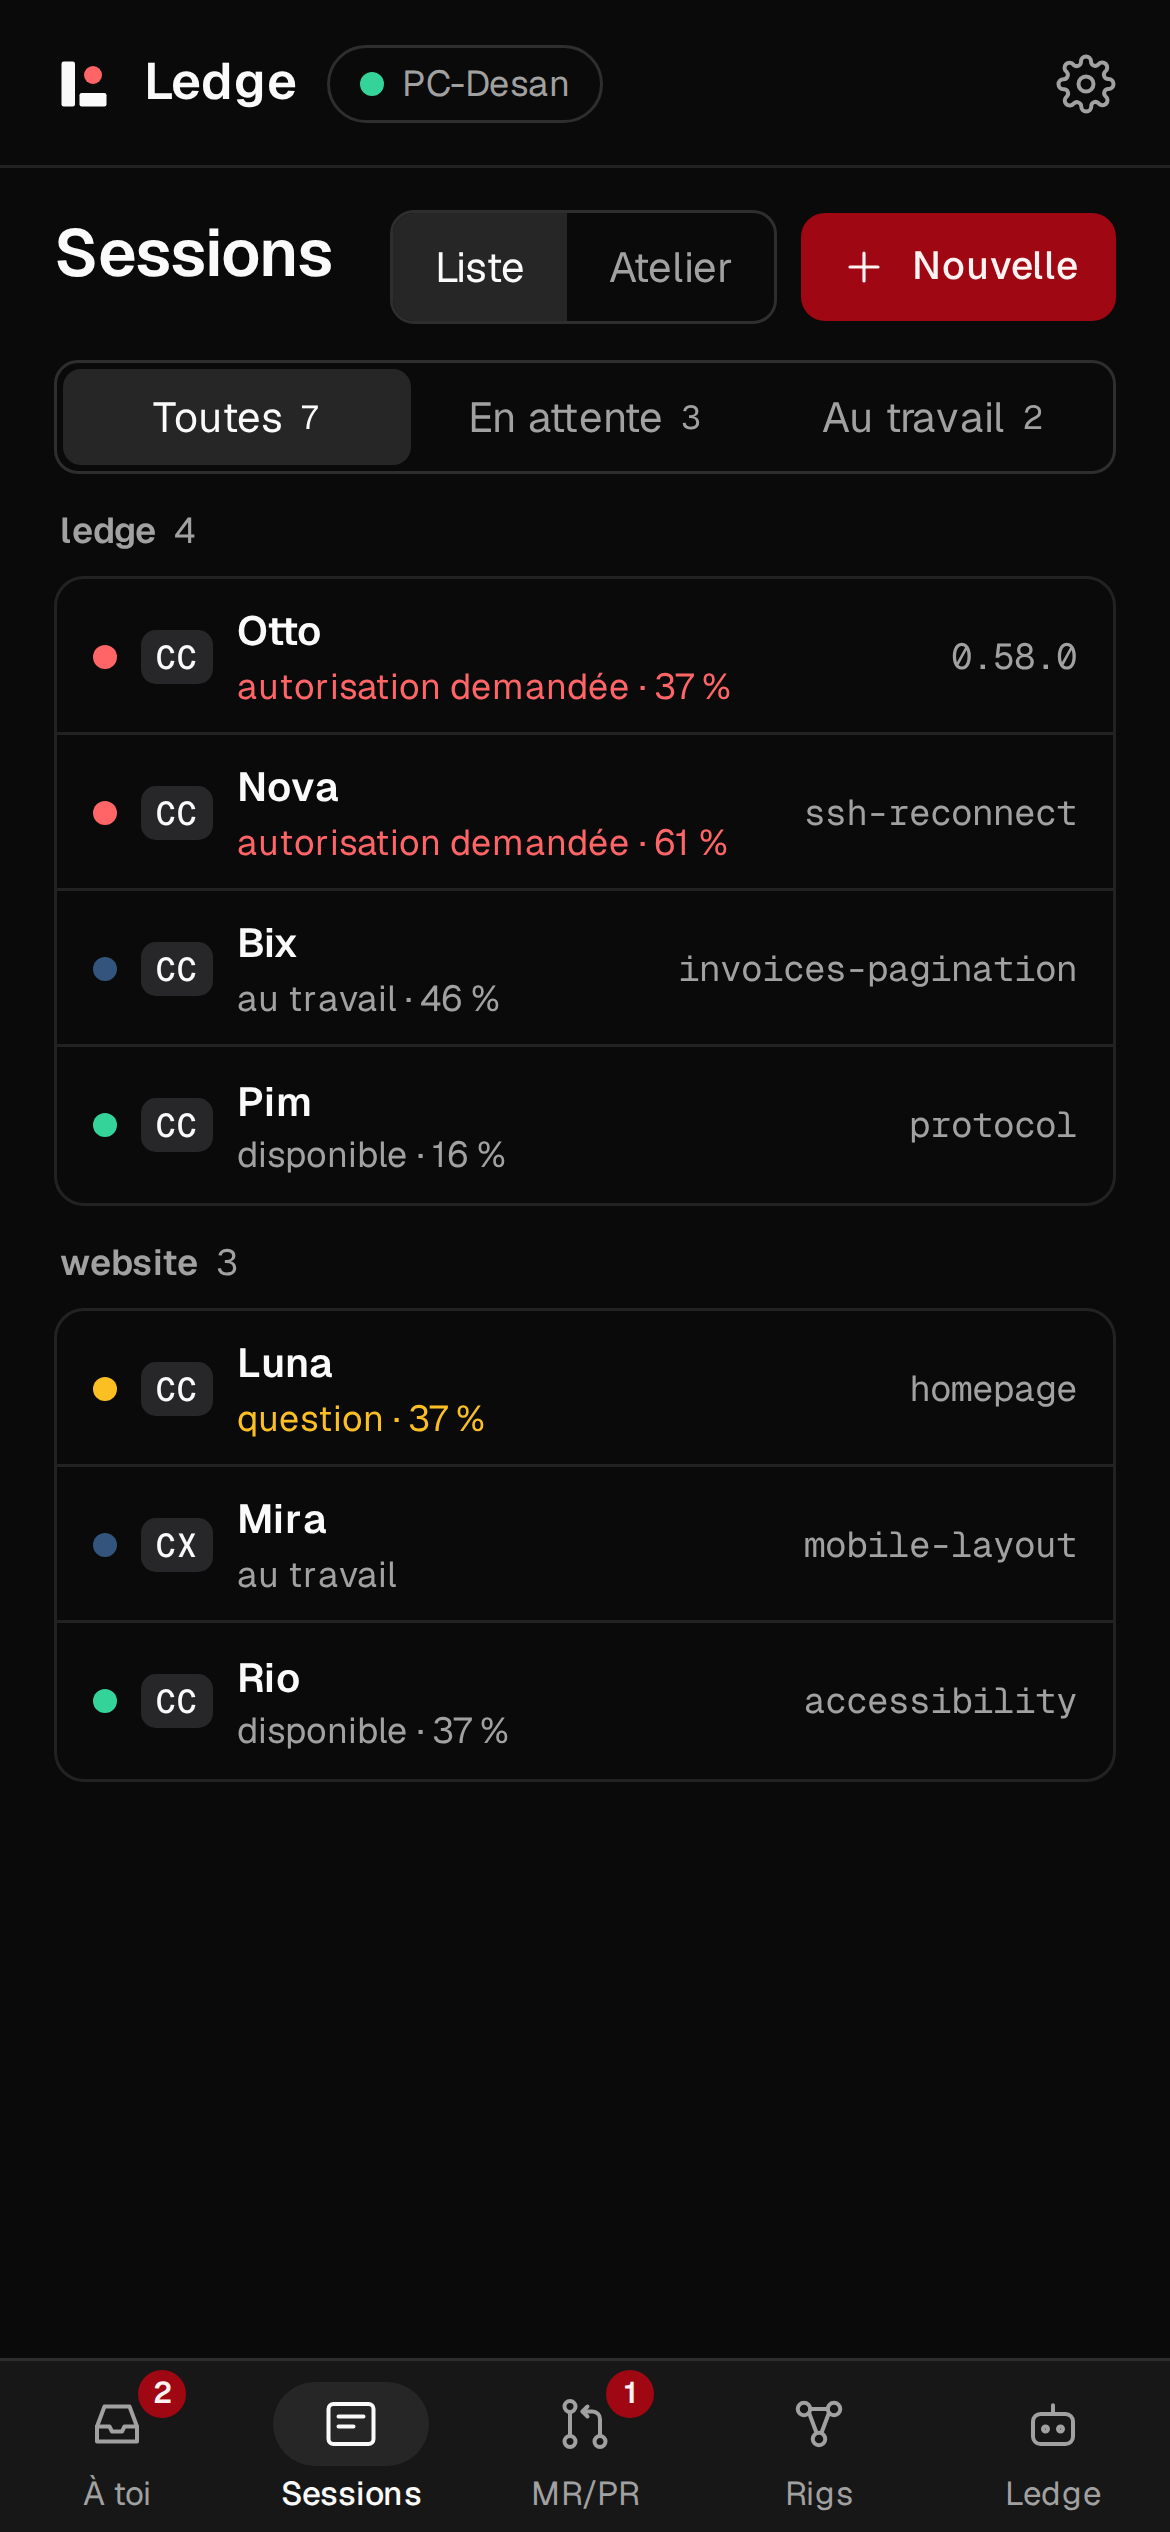 Ledge PC-Desan
Sessions Liste Atelier + Nouvelle
Toutes 7 En attente 3 Au travail 2
ledge 4
CC Otto 0.58.0
autorisation demandée · 37 %
CC Nova ssh-reconnect
autorisation demandée · 61 %
CC Bix invoices-pagination
au travail · 46 %
CC Pim protocol
disponible · 16 %
website 3
CC Luna homepage
question · 37 %
CX Mira mobile-layout
au travail
CC Rio accessibility
disponible · 37 %
2 1
À toi Sessions MR/PR Rigs Ledge